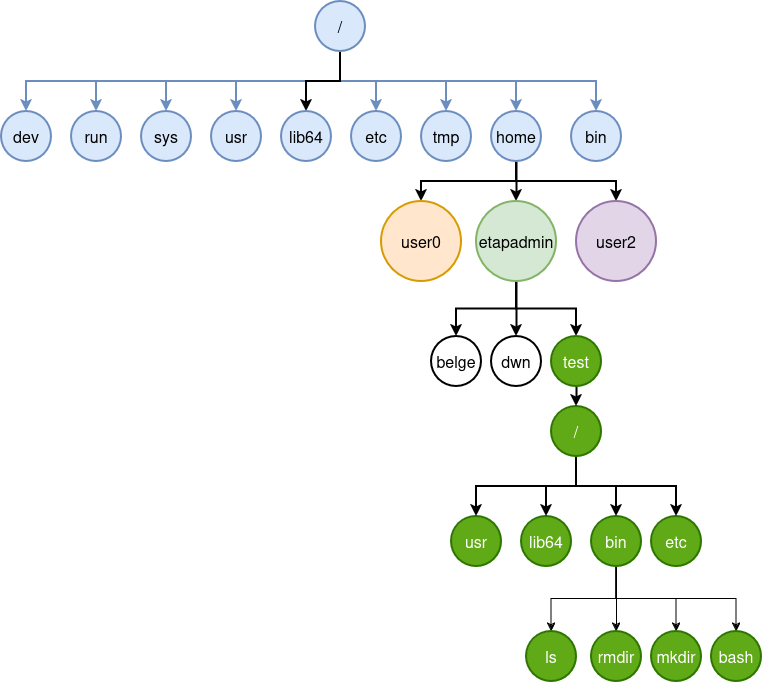 /
dev run sys usr lib64 etc tmp home bin
user0 etapadmin user2
belge dwn test
/
usr lib64 bin etc
ls rmdir mkdir bash